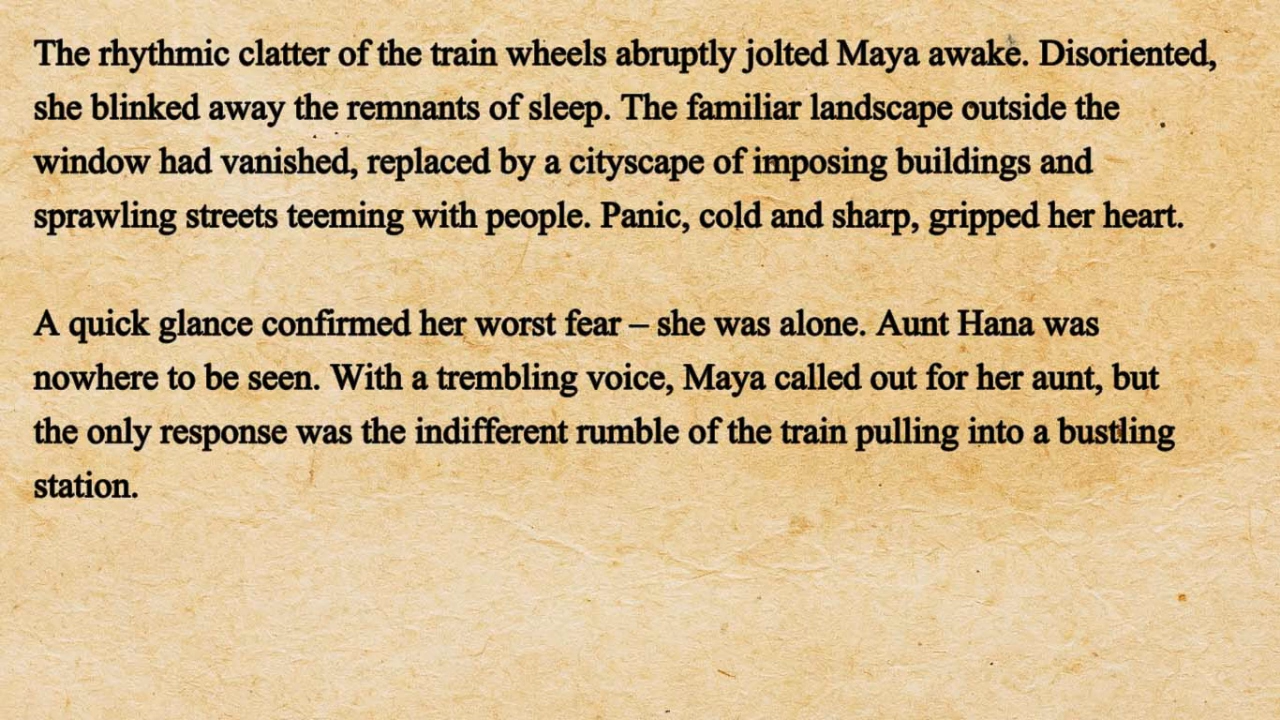 The rhythmic clatter of the train wheels abruptly jolted Maya awake. Disoriented,
she blinked away the remnants of sleep. The familiar landscape outside the
window had vanished, replaced by a cityscape of imposing buildings and
sprawling streets teeming with people. Panic, cold and sharp, gripped her heart.
A quick glance confirmed her worst fear – she was alone. Aunt Hana was
nowhere to be seen. With a trembling voice, Maya called out for her aunt, but
the only response was the indifferent rumble of the train pulling into a bustling
station.